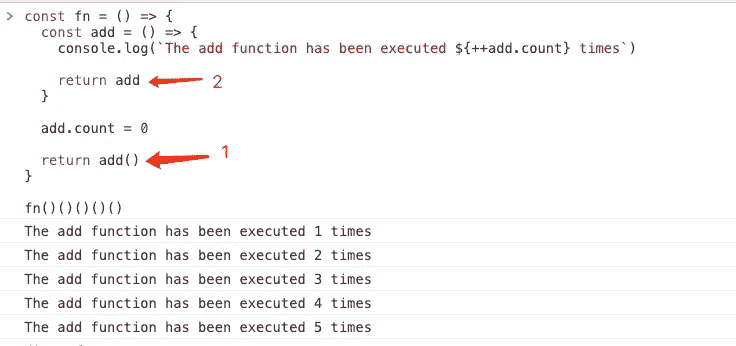 > const fn = () => {
const add = () => {
console.log(`The add function has been executed ${++add.count} times`)
return add
2
}
add.count = 0
return add()
1
}
fn()()()()()
The add function has been executed 1 times
The add function has been executed 2 times
The add function has been executed 3 times
The add function has been executed 4 times
The add function has been executed 5 times